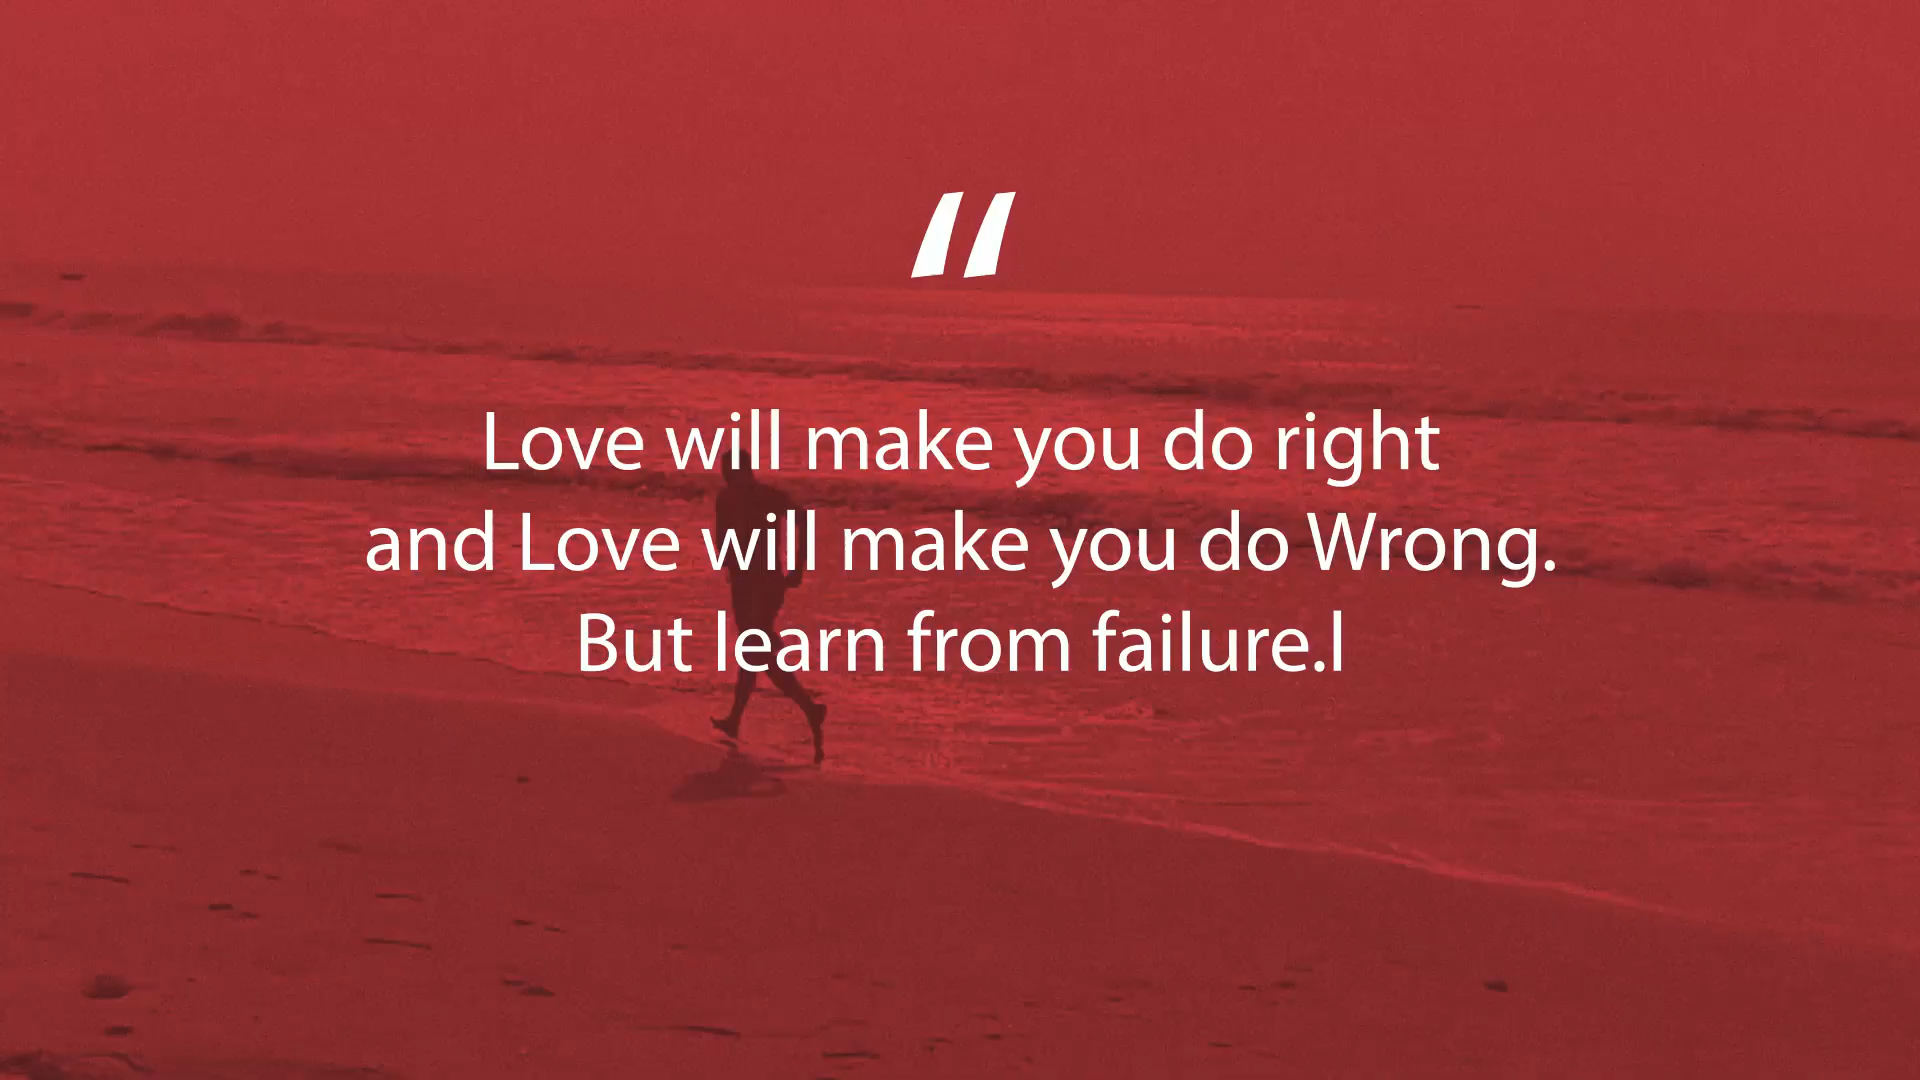 “
Love will make you do right
and Love will make you do Wrong.
But learn from failure.l